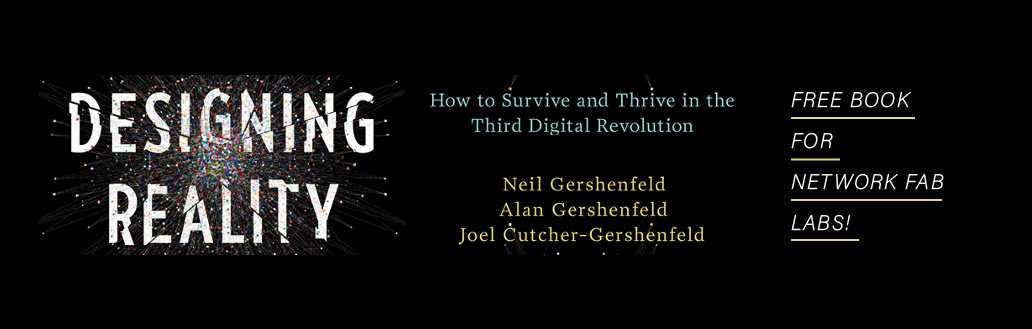 DESIGNING
REALITY
How to Survive and Thrive in the
Third Digital Revolution
Neil Gershenfeld
Alan Gershenfeld
Joel Cutcher-Gershenfeld
FREE BOOK
FOR
NETWORK FAB
LABS!